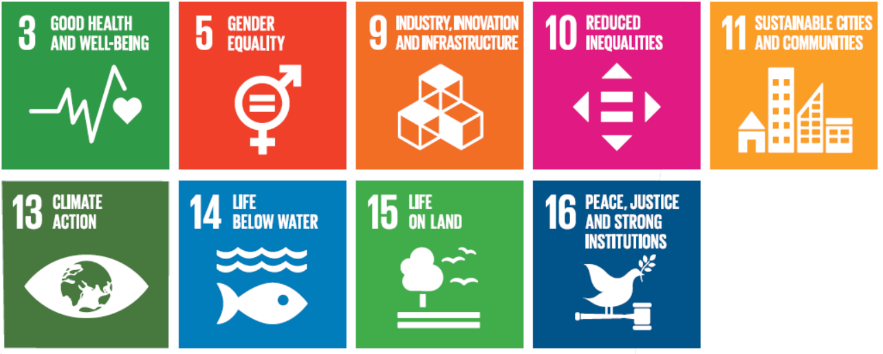 3 GOOD HEALTH
AND WELL-BEING
5 GENDER
EQUALITY
9 INDUSTRY, INNOVATION
AND INFRASTRUCTURE
10 REDUCED
INEQUALITIES
11 SUSTAINABLE CITIES
AND COMMUNITIES
13 CLIMATE
ACTION
14 LIFE
BELOW WATER
15 LIFE
ON LAND
16 PEACE, JUSTICE
AND STRONG
INSTITUTIONS